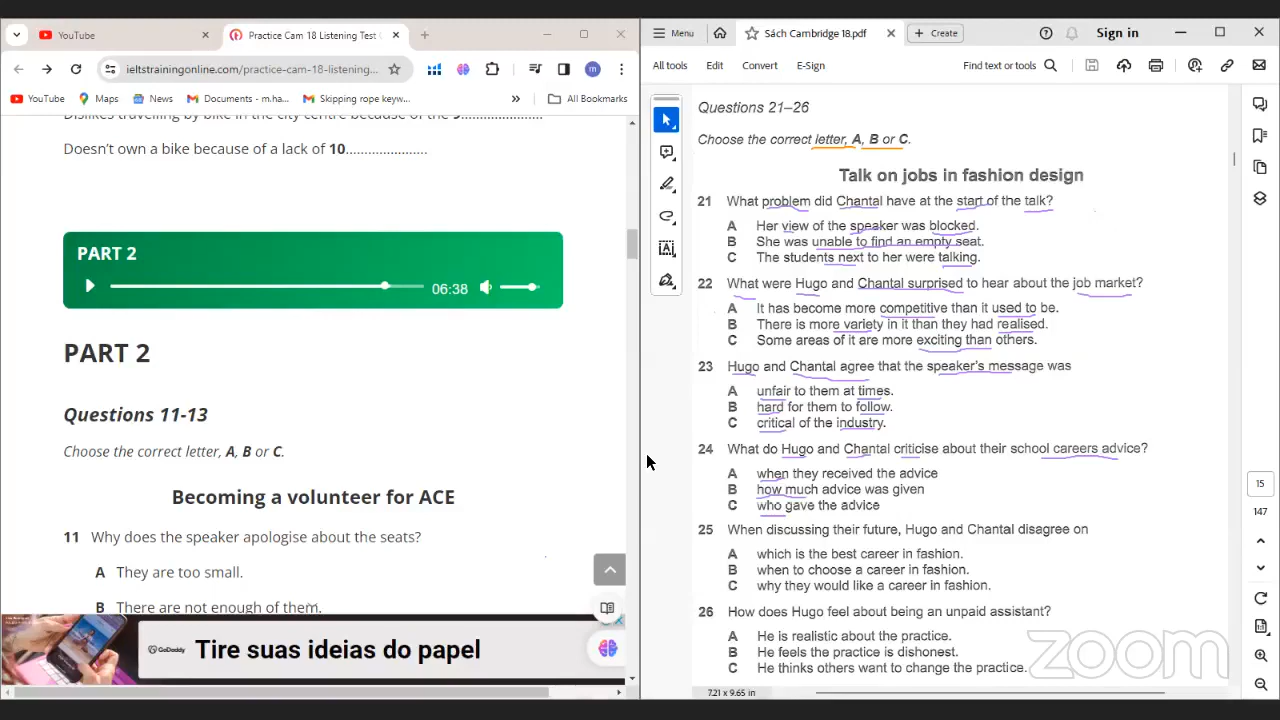 YouTube
Practice Cam 18 Listening Test
ieltstrainingonline.com/practice-cam-18-listening...
m
YouTube
Maps
News
Documents - m.ha...
Skipping rope keyw...
»
All Bookmarks
Dislikes travelling by bike in the city centre because of the 9......................
Doesn't own a bike because of a lack of 10.....................
PART 2
06:38
PART 2
Questions 11-13
Choose the correct letter, A, B or C.
Becoming a volunteer for ACE
11 Why does the speaker apologise about the seats?
A They are too small.
B There are not enough of them.
GoDaddy
Tire suas ideias do papel
Menu
Sách Cambridge 18.pdf
Create
Sign in
All tools
Edit
Convert
E-Sign
Find text or tools
Questions 21–26
Choose the correct letter, A, B or C.
Talk on jobs in fashion design
21 What problem did Chantal have at the start of the talk?
A Her view of the speaker was blocked.
B She was unable to find an empty seat.
C The students next to her were talking.
22 What were Hugo and Chantal surprised to hear about the job market?
A It has become more competitive than it used to be.
B There is more variety in it than they had realised.
C Some areas of it are more exciting than others.
23 Hugo and Chantal agree that the speaker's message was
A unfair to them at times.
B hard for them to follow.
C critical of the industry.
24 What do Hugo and Chantal criticise about their school careers advice?
A when they received the advice
B how much advice was given
C who gave the advice
25 When discussing their future, Hugo and Chantal disagree on
A which is the best career in fashion.
B when to choose a career in fashion.
C why they would like a career in fashion.
26 How does Hugo feel about being an unpaid assistant?
A He is realistic about the practice.
B He feels the practice is dishonest.
C He thinks others want to change the practice.
zoom
15
147
7.21 x 9.65 in